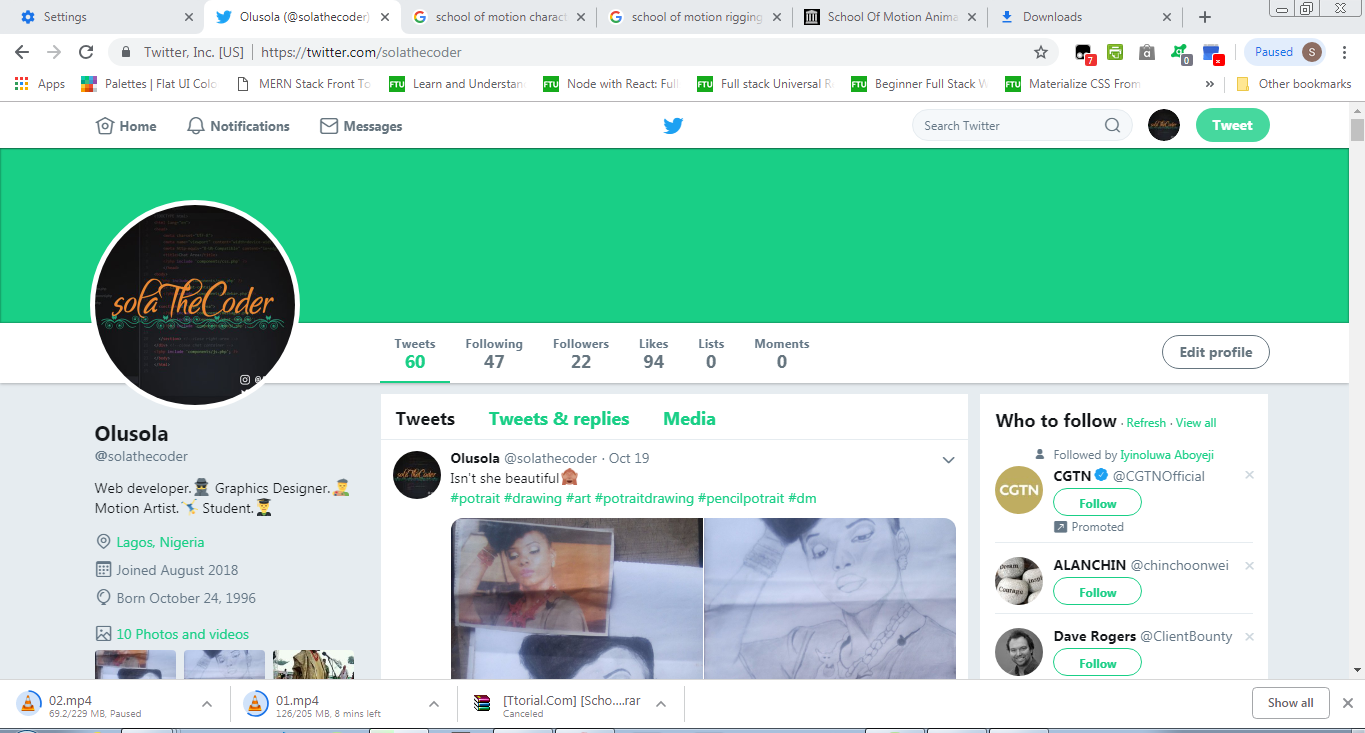 Settings
Olusola (@solathecoder)
school of motion charact
school of motion rigging
School Of Motion Anima
Downloads
Twitter, Inc. [US]
https://twitter.com/solathecoder
7
0
Paused
S
Apps
Palettes | Flat UI Colo
MERN Stack Front To
FTU Learn and Understan
FTU Node with React: Full
FTU Full stack Universal R
FTU Beginner Full Stack W
FTU Materialize CSS From
»
Other bookmarks
Home
Notifications
Messages
Search Twitter
Tweet
sola TheCoder
Tweets
60
Following
47
Followers
22
Likes
94
Lists
0
Moments
0
Edit profile
Olusola
@solathecoder
Web developer. Graphics Designer.
Motion Artist. Student.
Lagos, Nigeria
Joined August 2018
Born October 24, 1996
10 Photos and videos
Tweets
Tweets & replies
Media
Olusola @solathecoder · Oct 19
Isn't she beautiful🙈
#potrait #drawing #art #potraitdrawing #pencilpotrait #dm
Who to follow · Refresh · View all
Followed by Iyinoluwa Aboyeji
CGTN
CGTN @CGTNOfficial
Follow
Promoted
ALANCHIN @chinchoonwei
Follow
Dave Rogers @ClientBounty
Follow
02.mp4
69.2/229 MB, Paused
01.mp4
126/205 MB, 8 mins left
[Ttorial.Com] [Scho....rar
Canceled
Show all